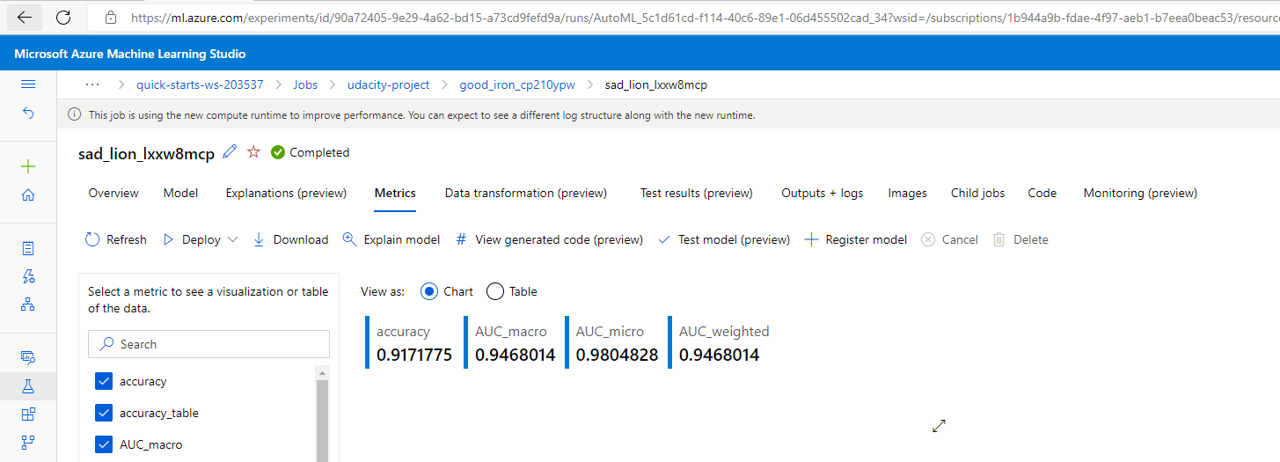 https://ml.azure.com/experiments/id/90a72405-9e29-4a62-bd15-a73cd9fefd9a/runs/AutoML_5c1d61cd-f114-40c6-89e1-06d455502cad_34?wsid=/subscriptions/1b944a9b-fdae-4f97-aeb1-b7eea0beac53/resourc
Microsoft Azure Machine Learning Studio
··· > quick-starts-ws-203537 > Jobs > udacity-project > good_iron_cp210ypw > sad_lion_lxxw8mcp
This job is using the new compute runtime to improve performance. You can expect to see a different log structure along with the new runtime.
sad_lion_lxxw8mcp Completed
Overview Model Explanations (preview) Metrics Data transformation (preview) Test results (preview) Outputs + logs Images Child jobs Code Monitoring (preview)
Refresh Deploy Download Explain model # View generated code (preview) Test model (preview) Register model Cancel Delete
Select a metric to see a visualization or table
of the data.
Search
accuracy
accuracy_table
AUC_macro
View as: Chart Table
accuracy AUC_macro AUC_micro AUC_weighted
0.9171775 0.9468014 0.9804828 0.9468014